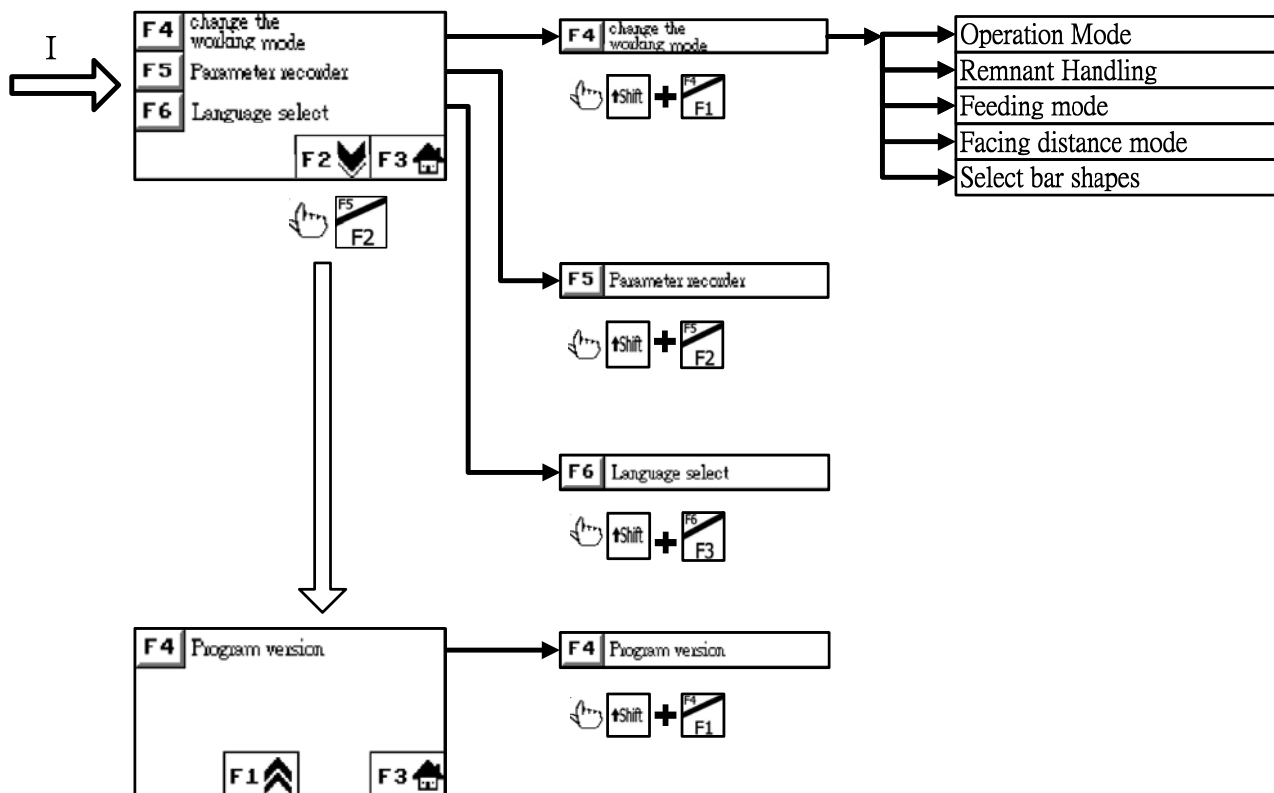 I
F4 change the
working mode
F5 Parameter recorder
F6 Language select
F2 F3
F5
F2
F4 change the
working mode
↑Shift + F4
F1
Operation Mode
Remnant Handling
Feeding mode
Facing distance mode
Select bar shapes
F5 Parameter recorder
↑Shift + F5
F2
F6 Language select
↑Shift + F6
F3
F4 Program version
F1 F3
F4 Program version
↑Shift + F4
F1